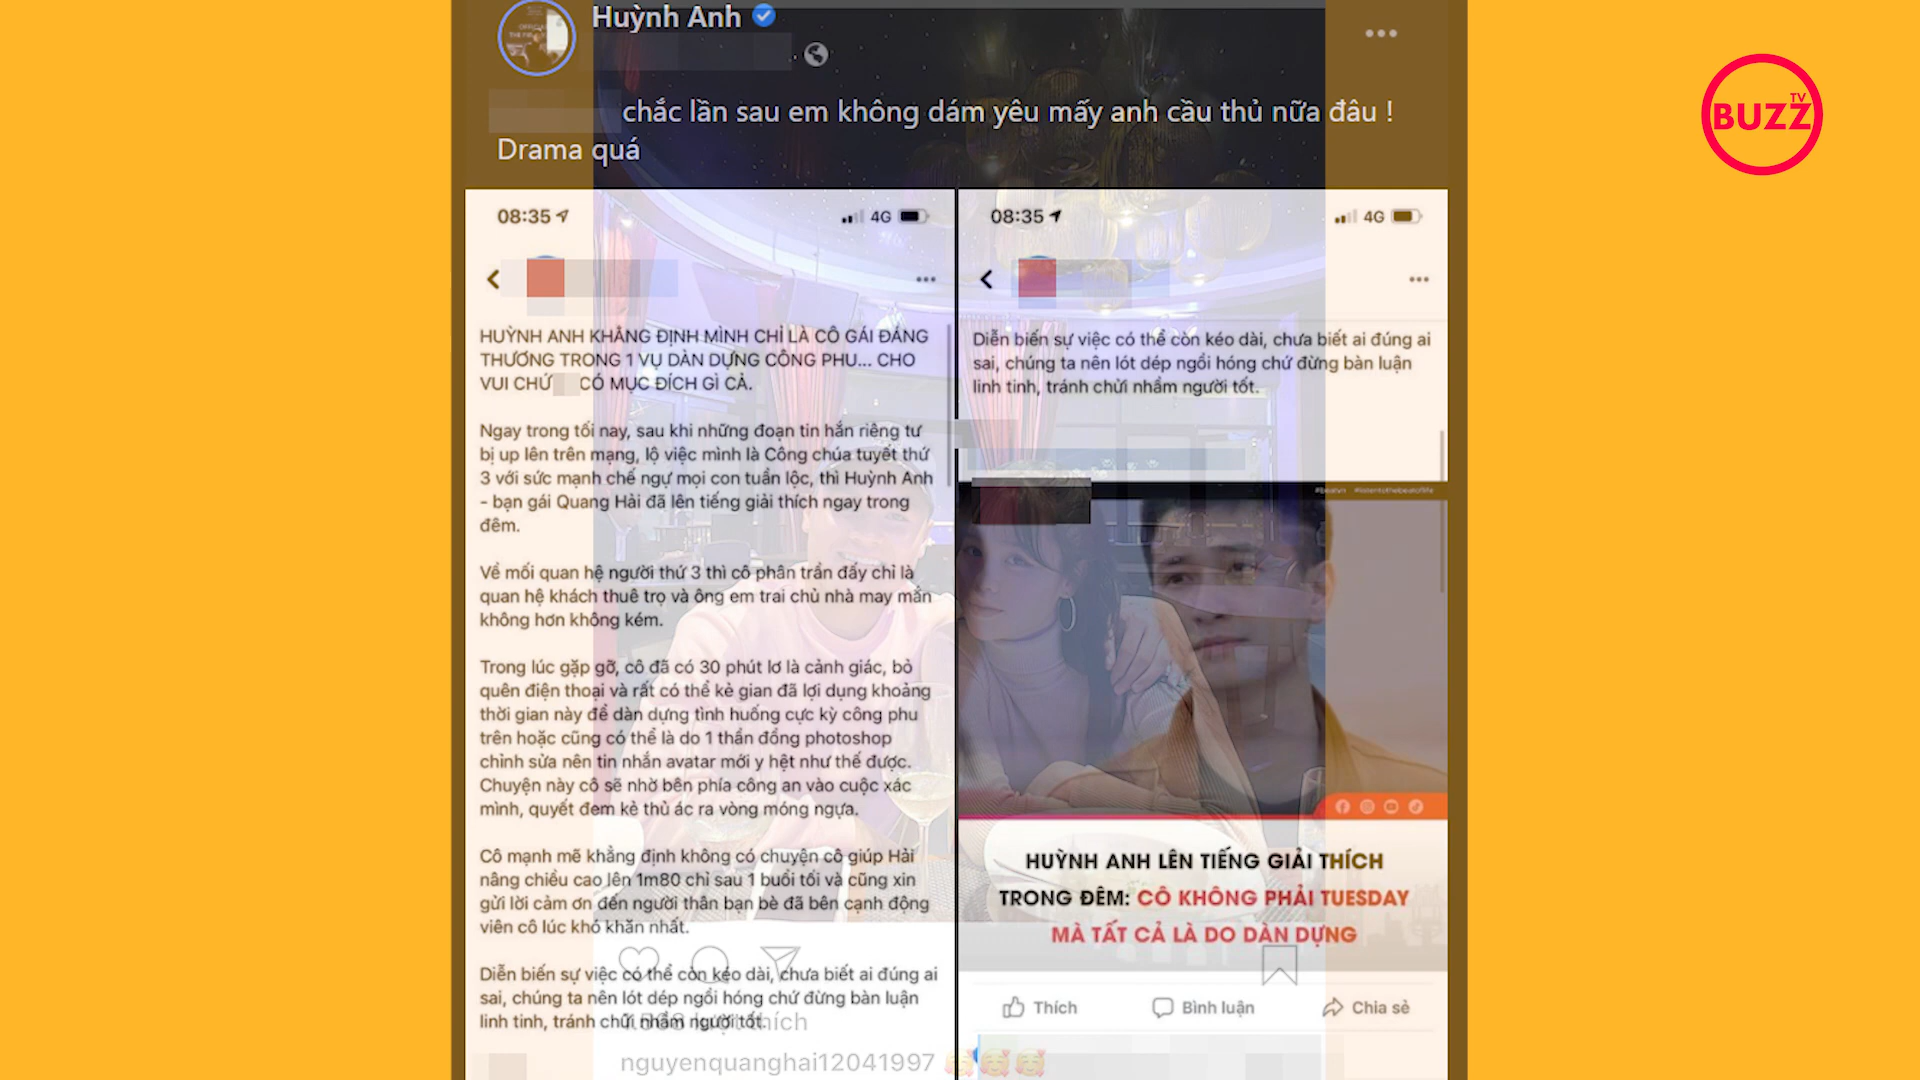 Huỳnh Anh
chắc lần sau em không dám yêu mấy anh cầu thủ nữa đâu !
Drama quá
BUZZ TV
08:35
4G
HUỲNH ANH KHẲNG ĐỊNH MÌNH CHỈ LÀ CÔ GÁI ĐÁNG
THƯƠNG TRONG 1 VỤ DÀN DỰNG CÔNG PHU... CHO
VUI CHỨ CÓ MỤC ĐÍCH GÌ CẢ.
Ngay trong tối nay, sau khi những đoạn tin hắn riêng tư
bị up lên trên mạng, lộ việc mình là Công chúa tuyết thứ
3 với sức mạnh chế ngự mọi con tuần lộc, thì Huỳnh Anh
- bạn gái Quang Hải đã lên tiếng giải thích ngay trong
đêm.
Về mối quan hệ người thứ 3 thì cô phân trần đấy chỉ là
quan hệ khách thuê trọ và ông em trai chủ nhà may mắn
không hơn không kém.
Trong lúc gặp gỡ, cô đã có 30 phút lơ là cảnh giác, bỏ
quên điện thoại và rất có thể kẻ gian đã lợi dụng khoảng
thời gian này để dàn dựng tình huống cực kỳ công phu
trên hoặc cũng có thể là do 1 thần đồng photoshop
chỉnh sửa nên tin nhắn avatar mới y hệt như thế được.
Chuyện này cô sẽ nhờ bên phía công an vào cuộc xác
minh, quyết đem kẻ thủ ác ra vòng móng ngựa.
Cô mạnh mẽ khẳng định không có chuyện cô giúp Hải
nâng chiều cao lên 1m80 chỉ sau 1 buổi tối và cũng xin
gửi lời cảm ơn đến người thân bạn bè đã bên cạnh động
viên cô lúc khó khăn nhất.
Diễn biến sự việc có thể còn kéo dài, chưa biết ai đúng ai
sai, chúng ta nên lót dép ngồi hóng chứ đừng bàn luận
linh tinh, tránh chửi nhầm người tốt.
08:35
4G
Diễn biến sự việc có thể còn kéo dài, chưa biết ai đúng ai
sai, chúng ta nên lót dép ngồi hóng chứ đừng bàn luận
linh tinh, tránh chửi nhầm người tốt.
#beatvn #listentothebeatoflife
HUỲNH ANH LÊN TIẾNG GIẢI THÍCH
TRONG ĐÊM: CÔ KHÔNG PHẢI TUESDAY
MÀ TẤT CẢ LÀ DO DÀN DỰNG
Thích
Bình luận
Chia sẻ
thích
nguyenquanghai12041997